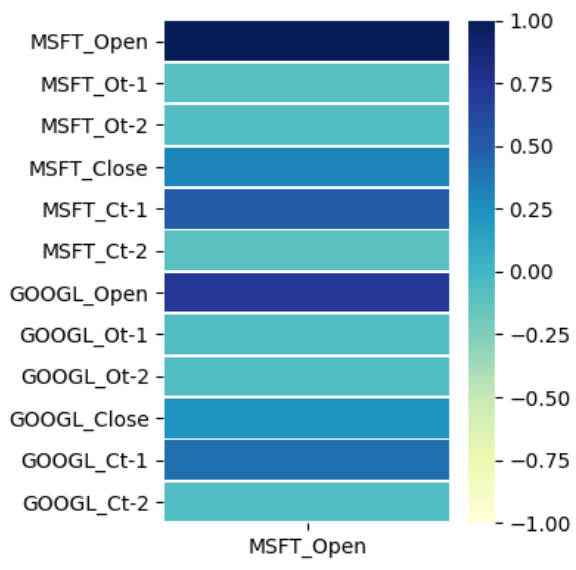 MSFT_Open
MSFT_Ot-1
MSFT_Ot-2
MSFT_Close
MSFT_Ct-1
MSFT_Ct-2
GOOGL_Open
GOOGL_Ot-1
GOOGL_Ot-2
GOOGL_Close
GOOGL_Ct-1
GOOGL_Ct-2
MSFT_Open
1.00
0.75
0.50
0.25
0.00
−0.25
−0.50
−0.75
−1.00